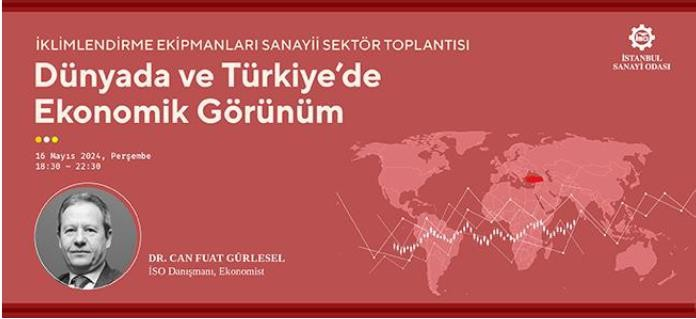 İKLİMLENDİRME EKİPMANLARI SANAYİİ SEKTÖR TOPLANTISI
Dünyada ve Türkiye'de
Ekonomik Görünüm
16 Mayıs 2024, Perşembe
18:30 – 22:30
DR. CAN FUAT GÜRLESEL
İSO Danışmanı, Ekonomist
İSTANBUL
SANAYİ ODASI